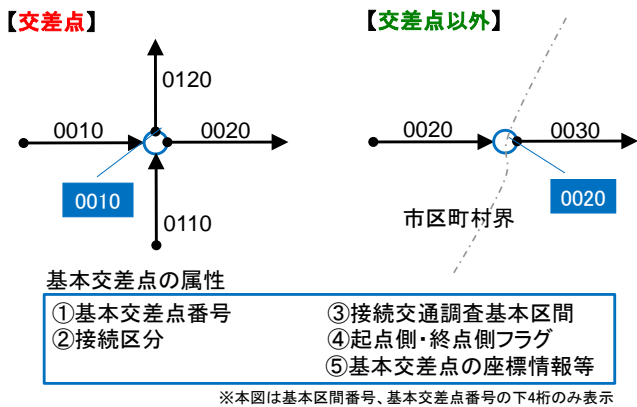 【交差点】
0120
0010
0020
0010
0110
【交差点以外】
0020
0030
0020
市区町村界
基本交差点の属性
①基本交差点番号
②接続区分
③接続交通調査基本区間
④起点側・終点側フラグ
⑤基本交差点の座標情報等
※本図は基本区間番号、基本交差点番号の下4桁のみ表示